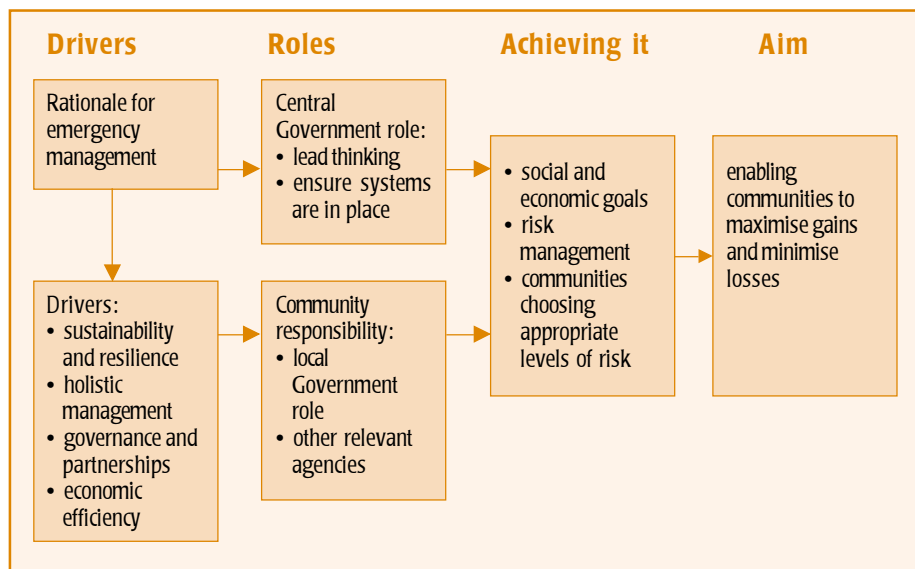 Drivers
Roles
Achieving it
Aim
Rationale for
emergency
management
Central
Government role:
• lead thinking
• ensure systems
are in place
Drivers:
• sustainability
and resilience
• holistic
management
• governance and
partnerships
• economic
efficiency
Community
responsibility:
• local
Government
role
• other relevant
agencies
• social and
economic goals
• risk
management
• communities
choosing
appropriate
levels of risk
enabling
communities to
maximise gains
and minimise
losses